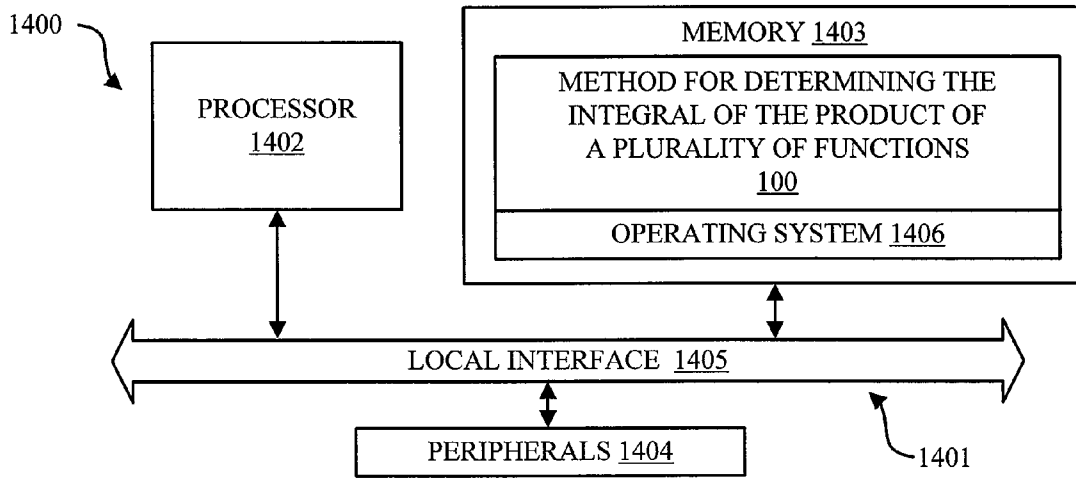 1400
PROCESSOR
1402
MEMORY 1403
METHOD FOR DETERMINING THE
INTEGRAL OF THE PRODUCT OF
A PLURALITY OF FUNCTIONS
100
OPERATING SYSTEM 1406
LOCAL INTERFACE 1405
PERIPHERALS 1404
1401